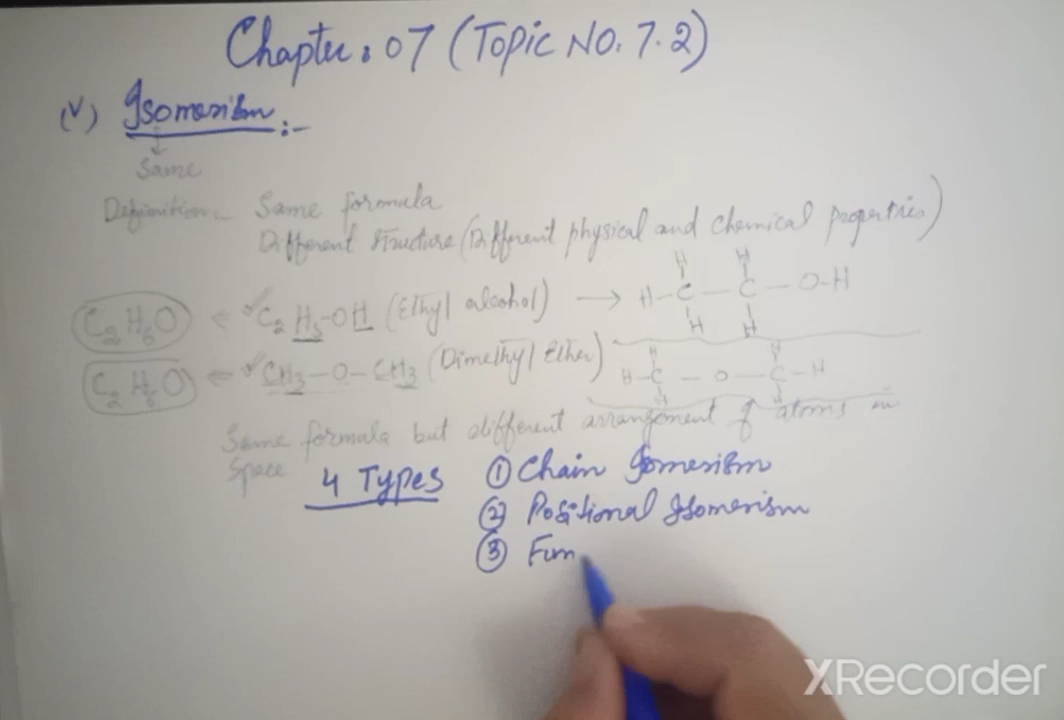 Chapter: 07 (Topic NO. 7.2)
(V) Isomerism:-
Same
Definition:- Same formula
Different structure (Different physical and chemical properties)
C2H6O ⇐ ✓C2H5-OH (Ethyl alcohol) → H-C-C-O-H
H H
H H
C2H6O ⇐ ✓CH3-O-CH3 (Dimethyl Ether) H-C-O-C-H
H H
H H
Same formula but different arrangement of atoms in
Space
4 Types ① Chain Isomerism
② Positional Isomerism
③ Fun
XRecorder